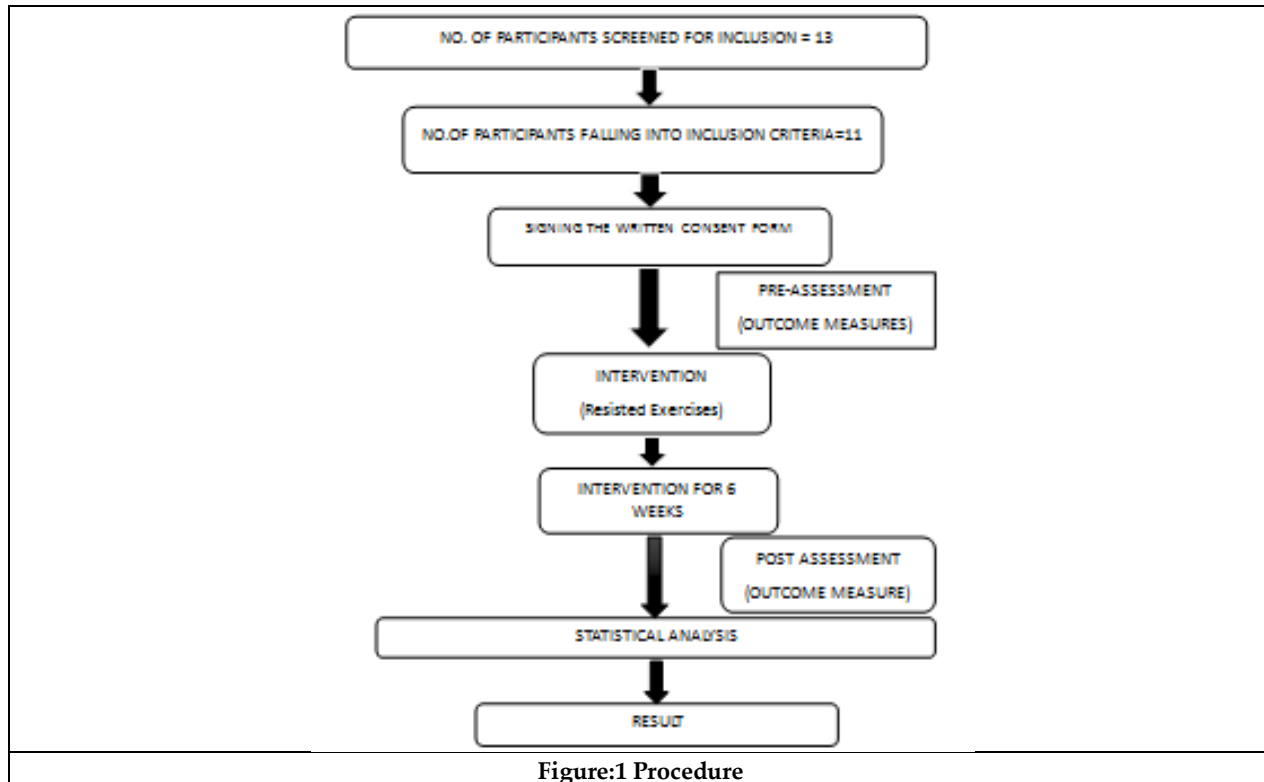 NO. OF PARTICIPANTS SCREENED FOR INCLUSION = 13
NO.OF PARTICIPANTS FALLING INTO INCLUSION CRITERIA=11
SIGNING THE WRITTEN CONSENT FORM
PRE-ASSESSMENT
(OUTCOME MEASURES)
INTERVENTION
(Resisted Exercises)
INTERVENTION FOR 6
WEEKS
POST ASSESSMENT
(OUTCOME MEASURE)
STATISTICAL ANALYSIS
RESULT
Figure:1 Procedure